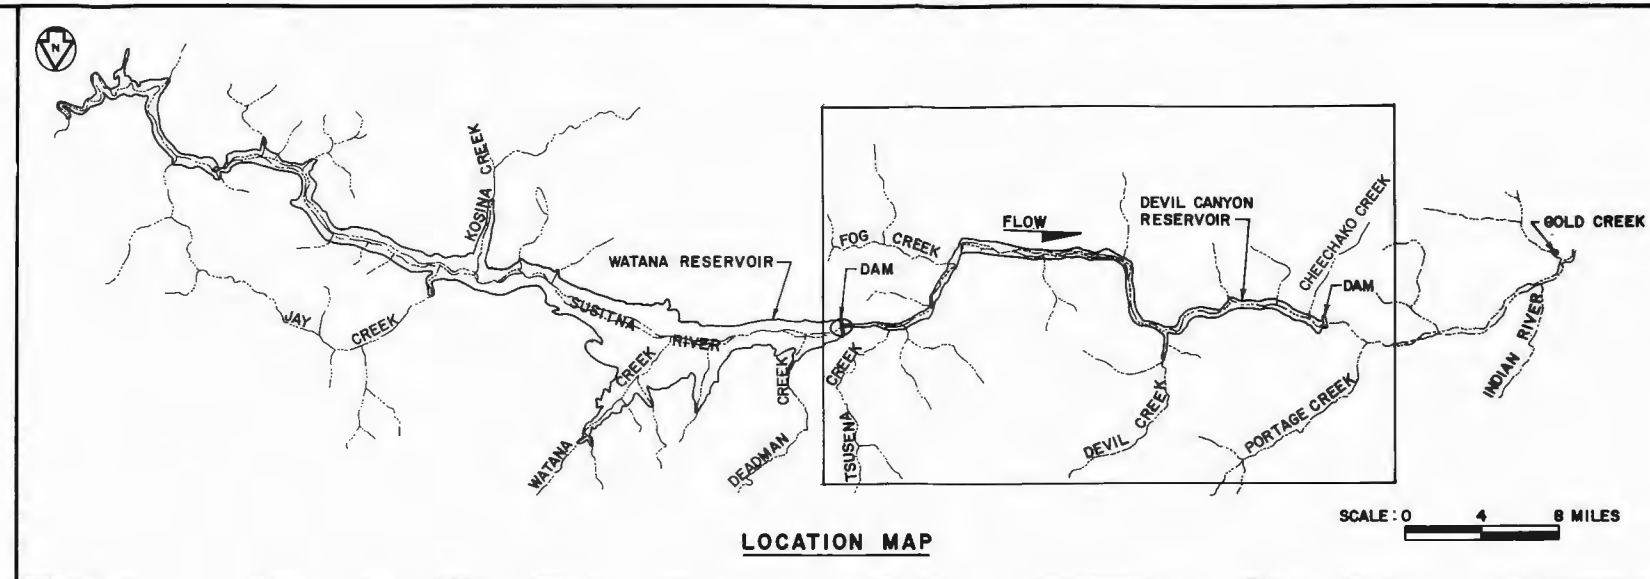 N
KOSINA CREEK
JAY
CREEK
SUSITNA
RIVER
WATANA
CREEK
WATANA RESERVOIR
DEADMAN
CREEK
TSUSENA
CREEK
DAM
FOG
CREEK
FLOW
DEVIL CANYON
RESERVOIR
CHEECHAKO CREEK
DAM
DEVIL CREEK
PORTAGE CREEK
GOLD CREEK
INDIAN RIVER
SCALE: 0 4 8 MILES
LOCATION MAP